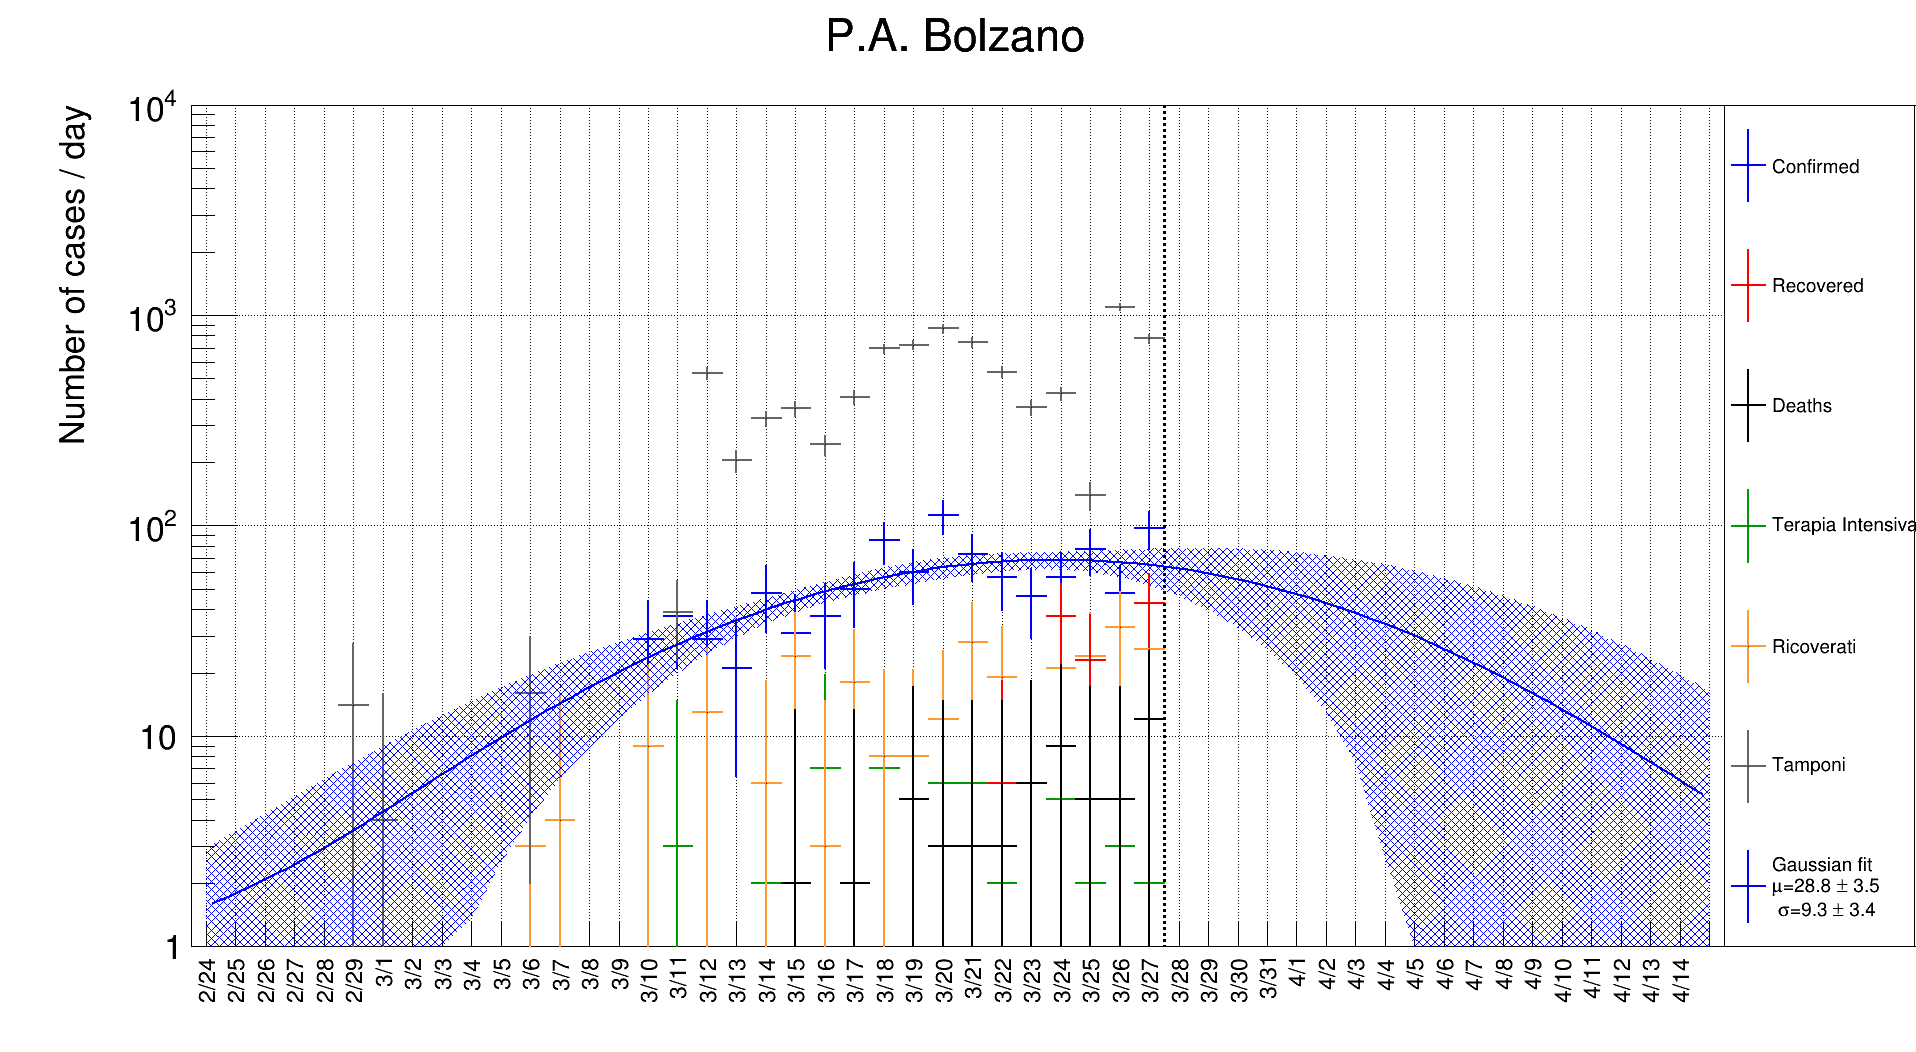 P.A. Bolzano
Number of cases / day
10^4
10^3
10^2
10
1
2/24 2/25 2/26 2/27 2/28 2/29 3/1 3/2 3/3 3/4 3/5 3/6 3/7 3/8 3/9 3/10 3/11 3/12 3/13 3/14 3/15 3/16 3/17 3/18 3/19 3/20 3/21 3/22 3/23 3/24 3/25 3/26 3/27 3/28 3/29 3/30 3/31 4/1 4/2 4/3 4/4 4/5 4/6 4/7 4/8 4/9 4/10 4/11 4/12 4/13 4/14
Confirmed
Recovered
Deaths
Terapia Intensiva
Ricoverati
Tamponi
Gaussian fit
μ=28.8 ± 3.5
σ=9.3 ± 3.4